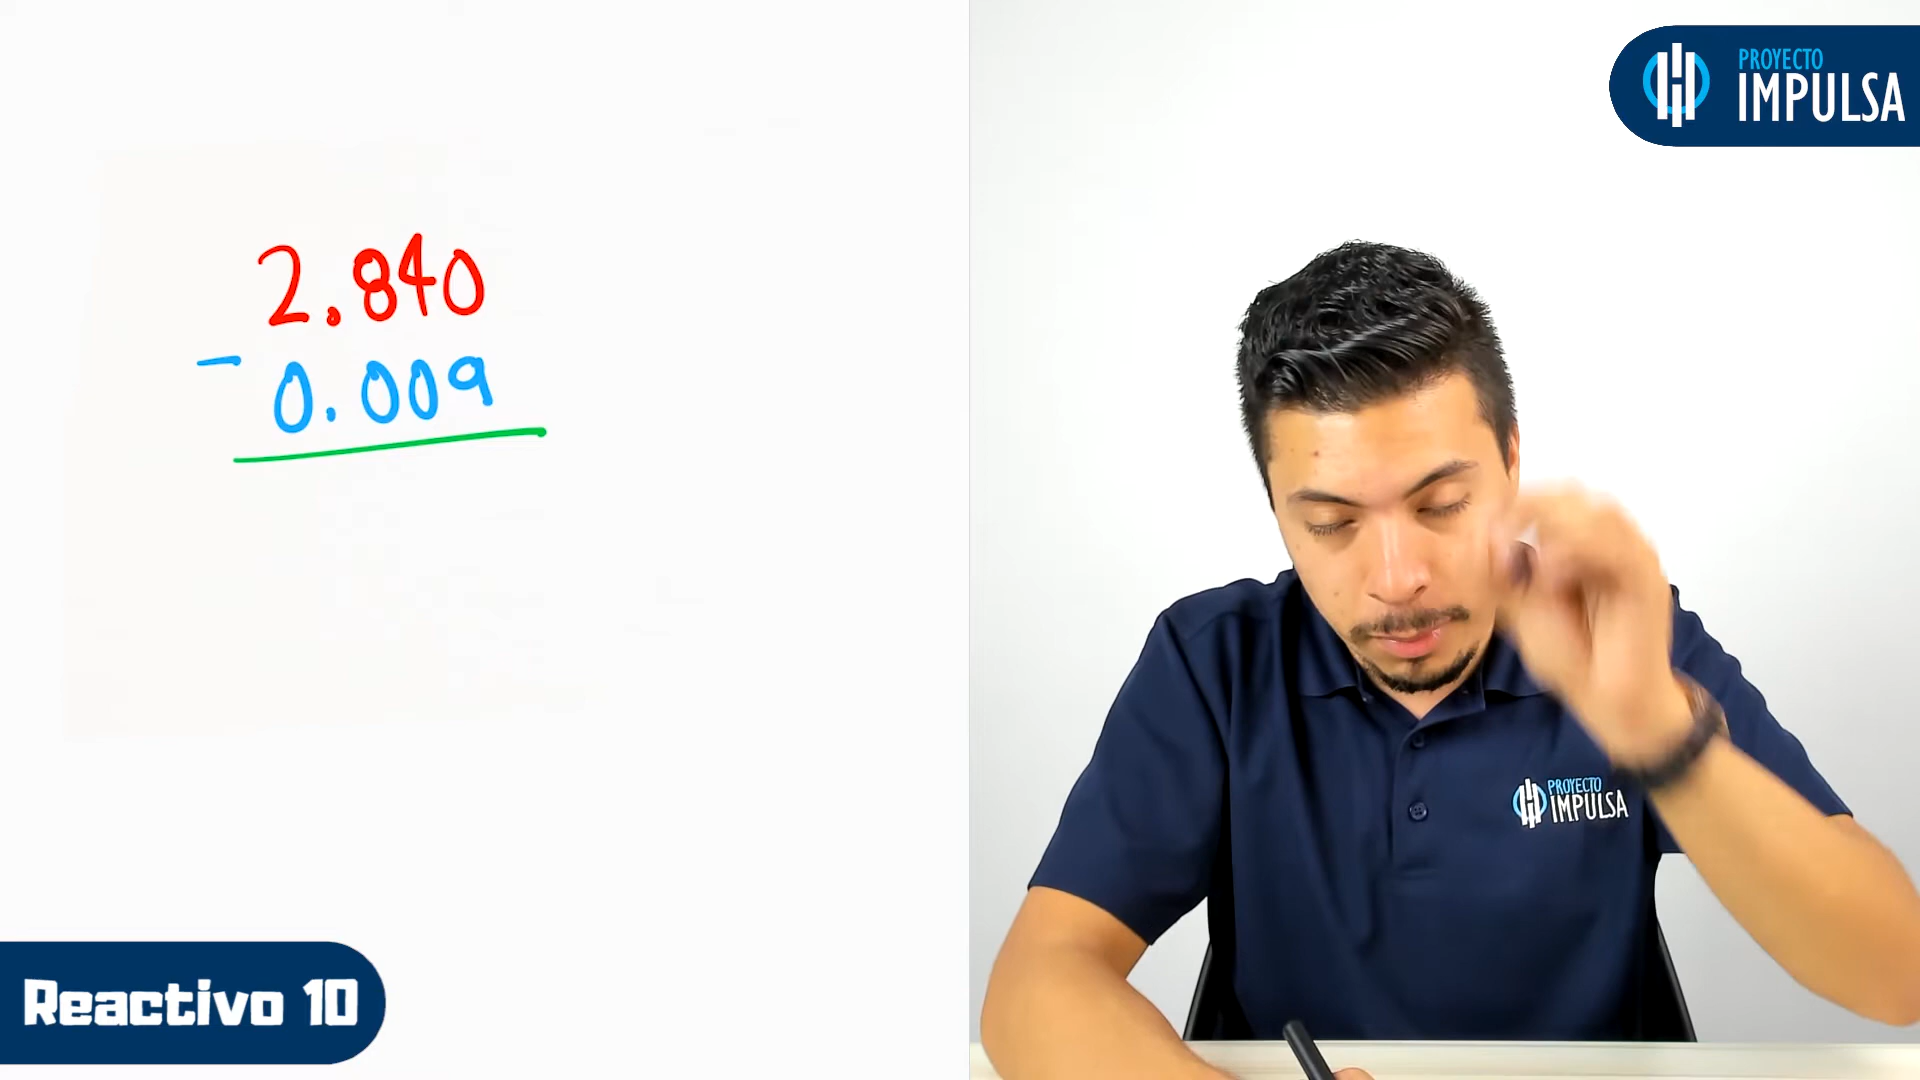 2.840
- 0.009
PROYECTO
IMPULSA
PROYECTO
IMPULSA
Reactivo 10